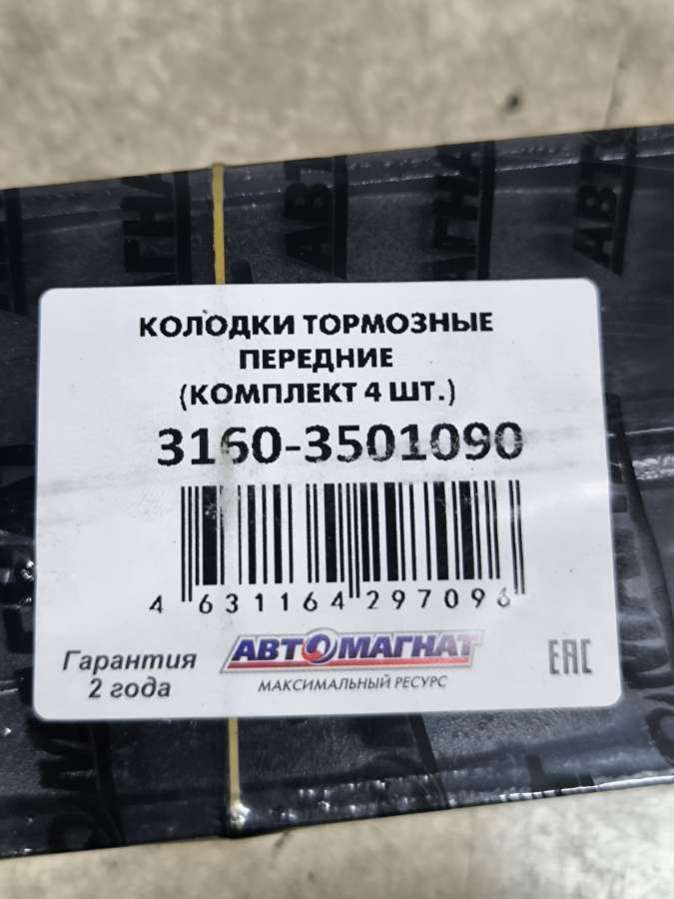 КОЛОДКИ ТОРМОЗНЫЕ
ПЕРЕДНИЕ
(КОМПЛЕКТ 4 ШТ.)
3160-3501090
4 631164 297096
Гарантия
2 года
АВТОМАГНАТ
МАКСИМАЛЬНЫЙ РЕСУРС
EAC